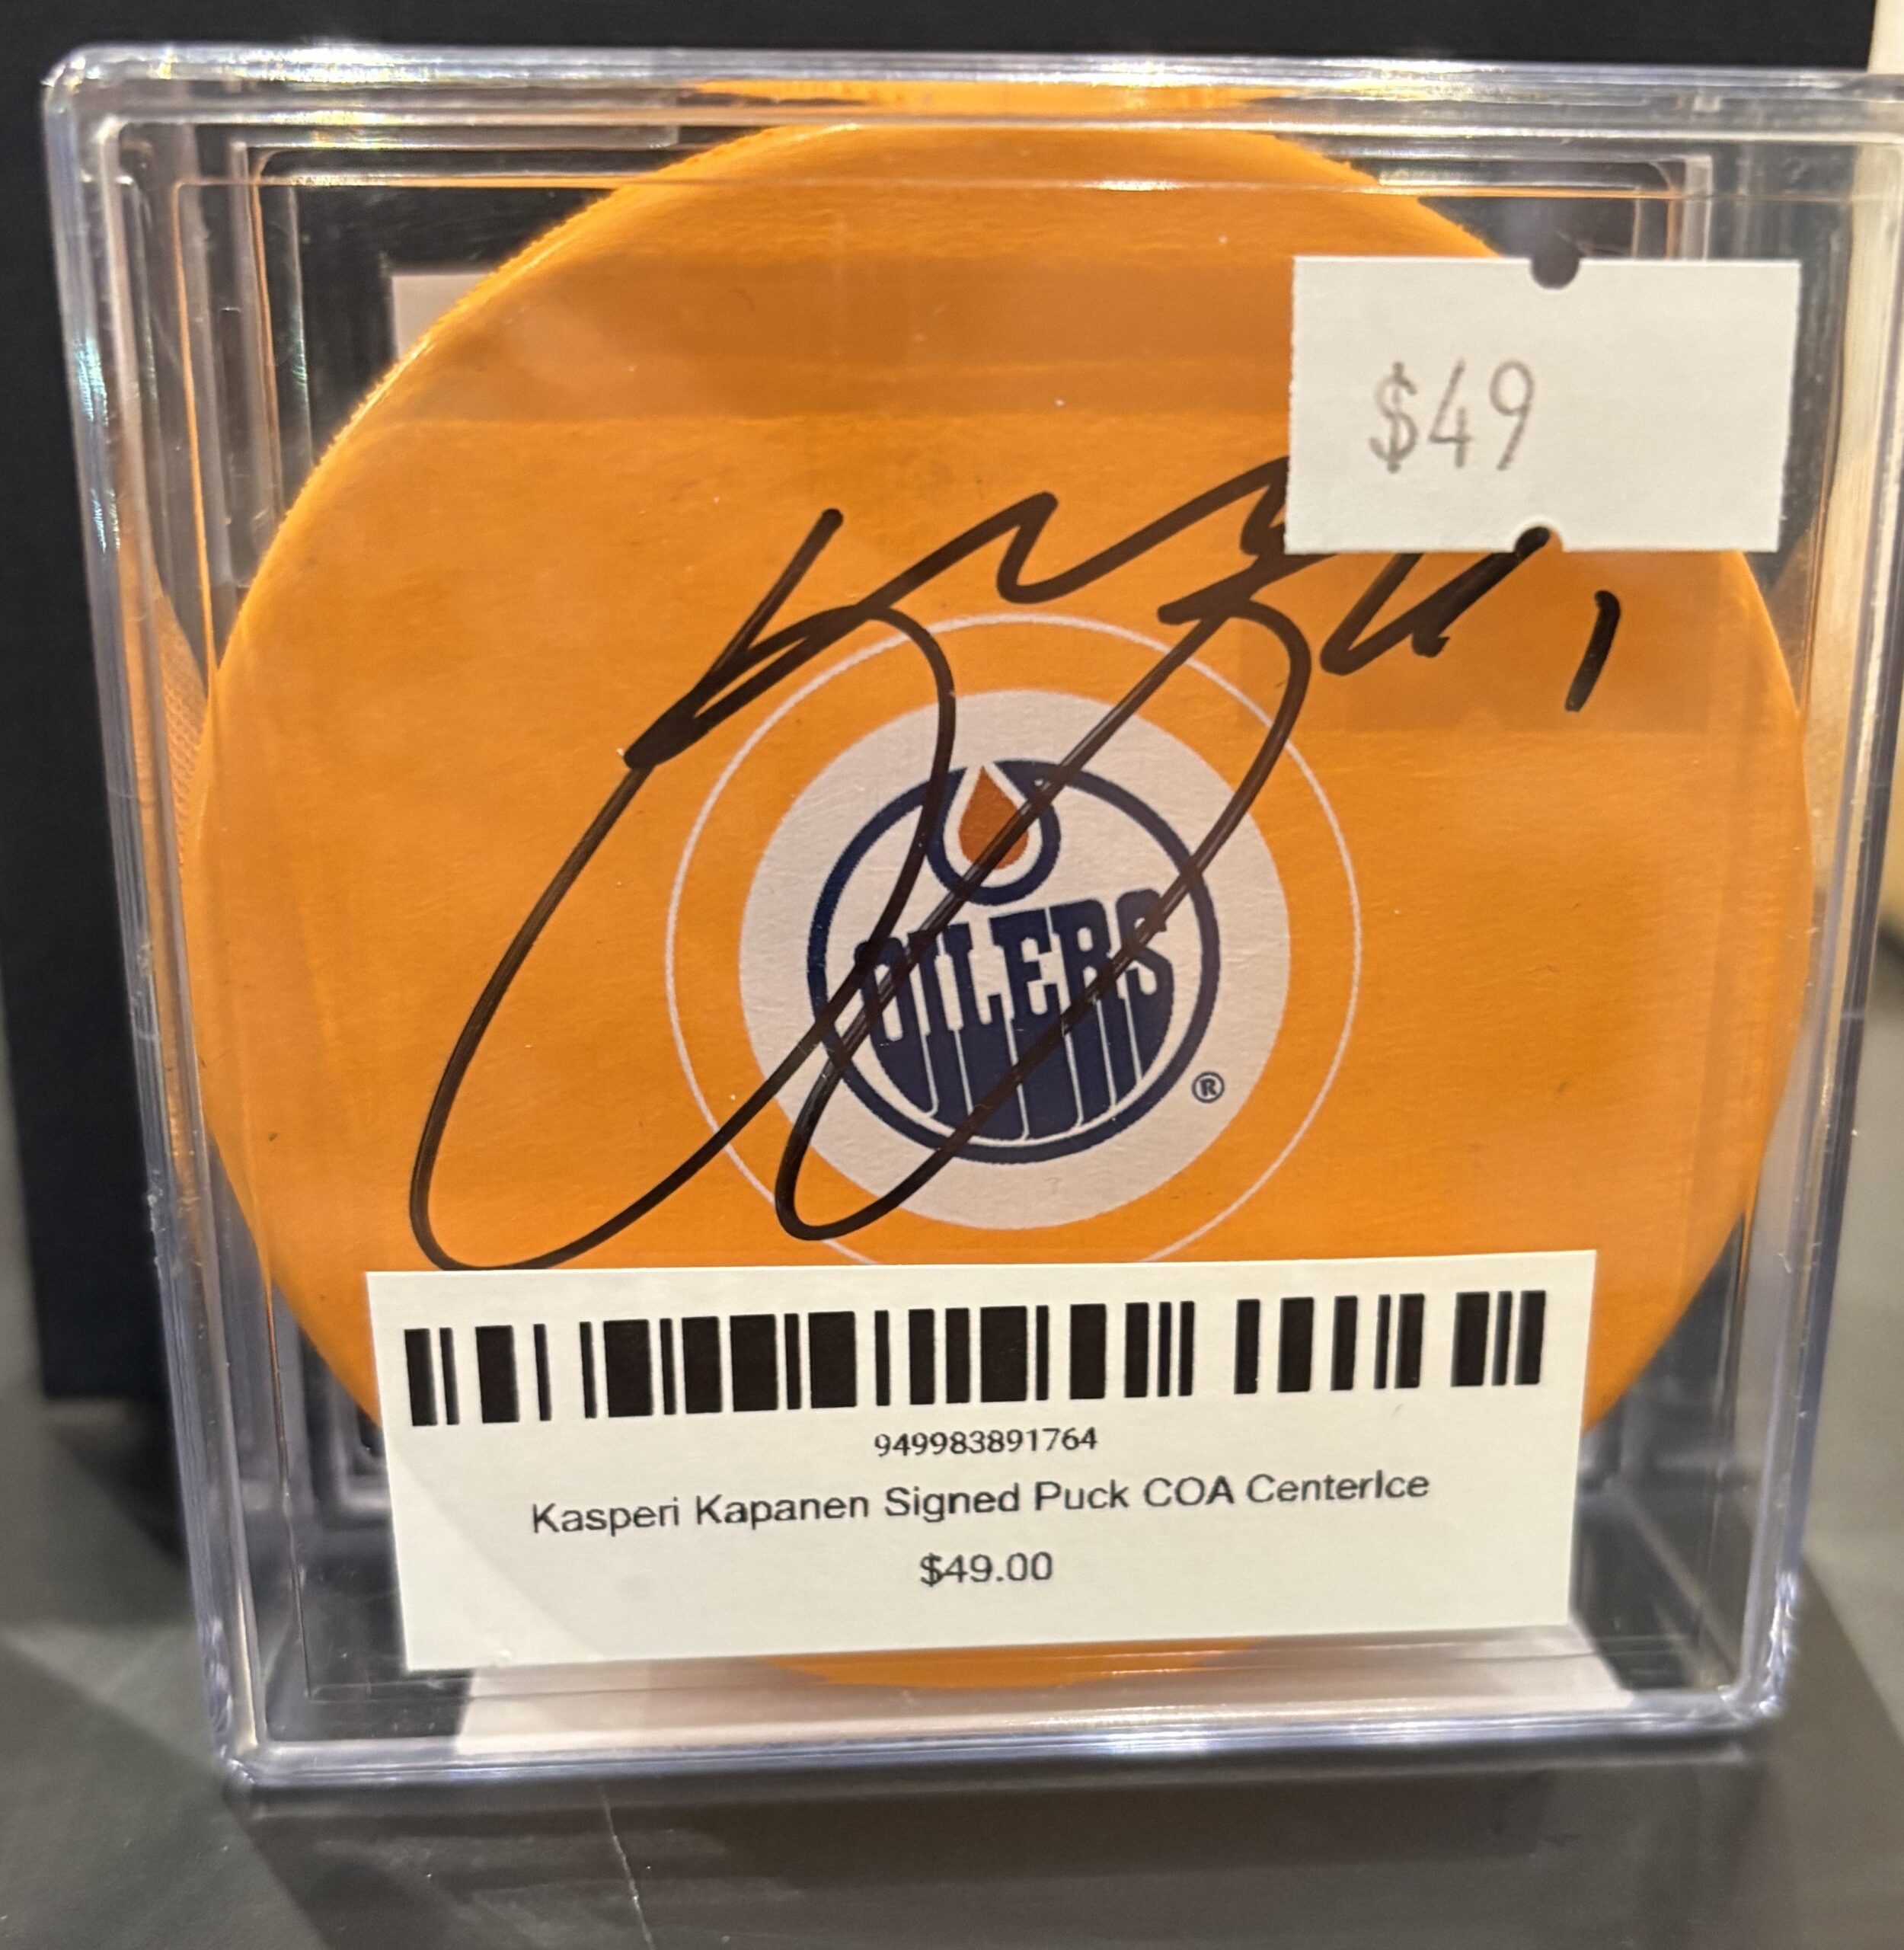 $49
OILERS
®
949983891764
Kasperi Kapanen Signed Puck COA CenterIce
$49.00